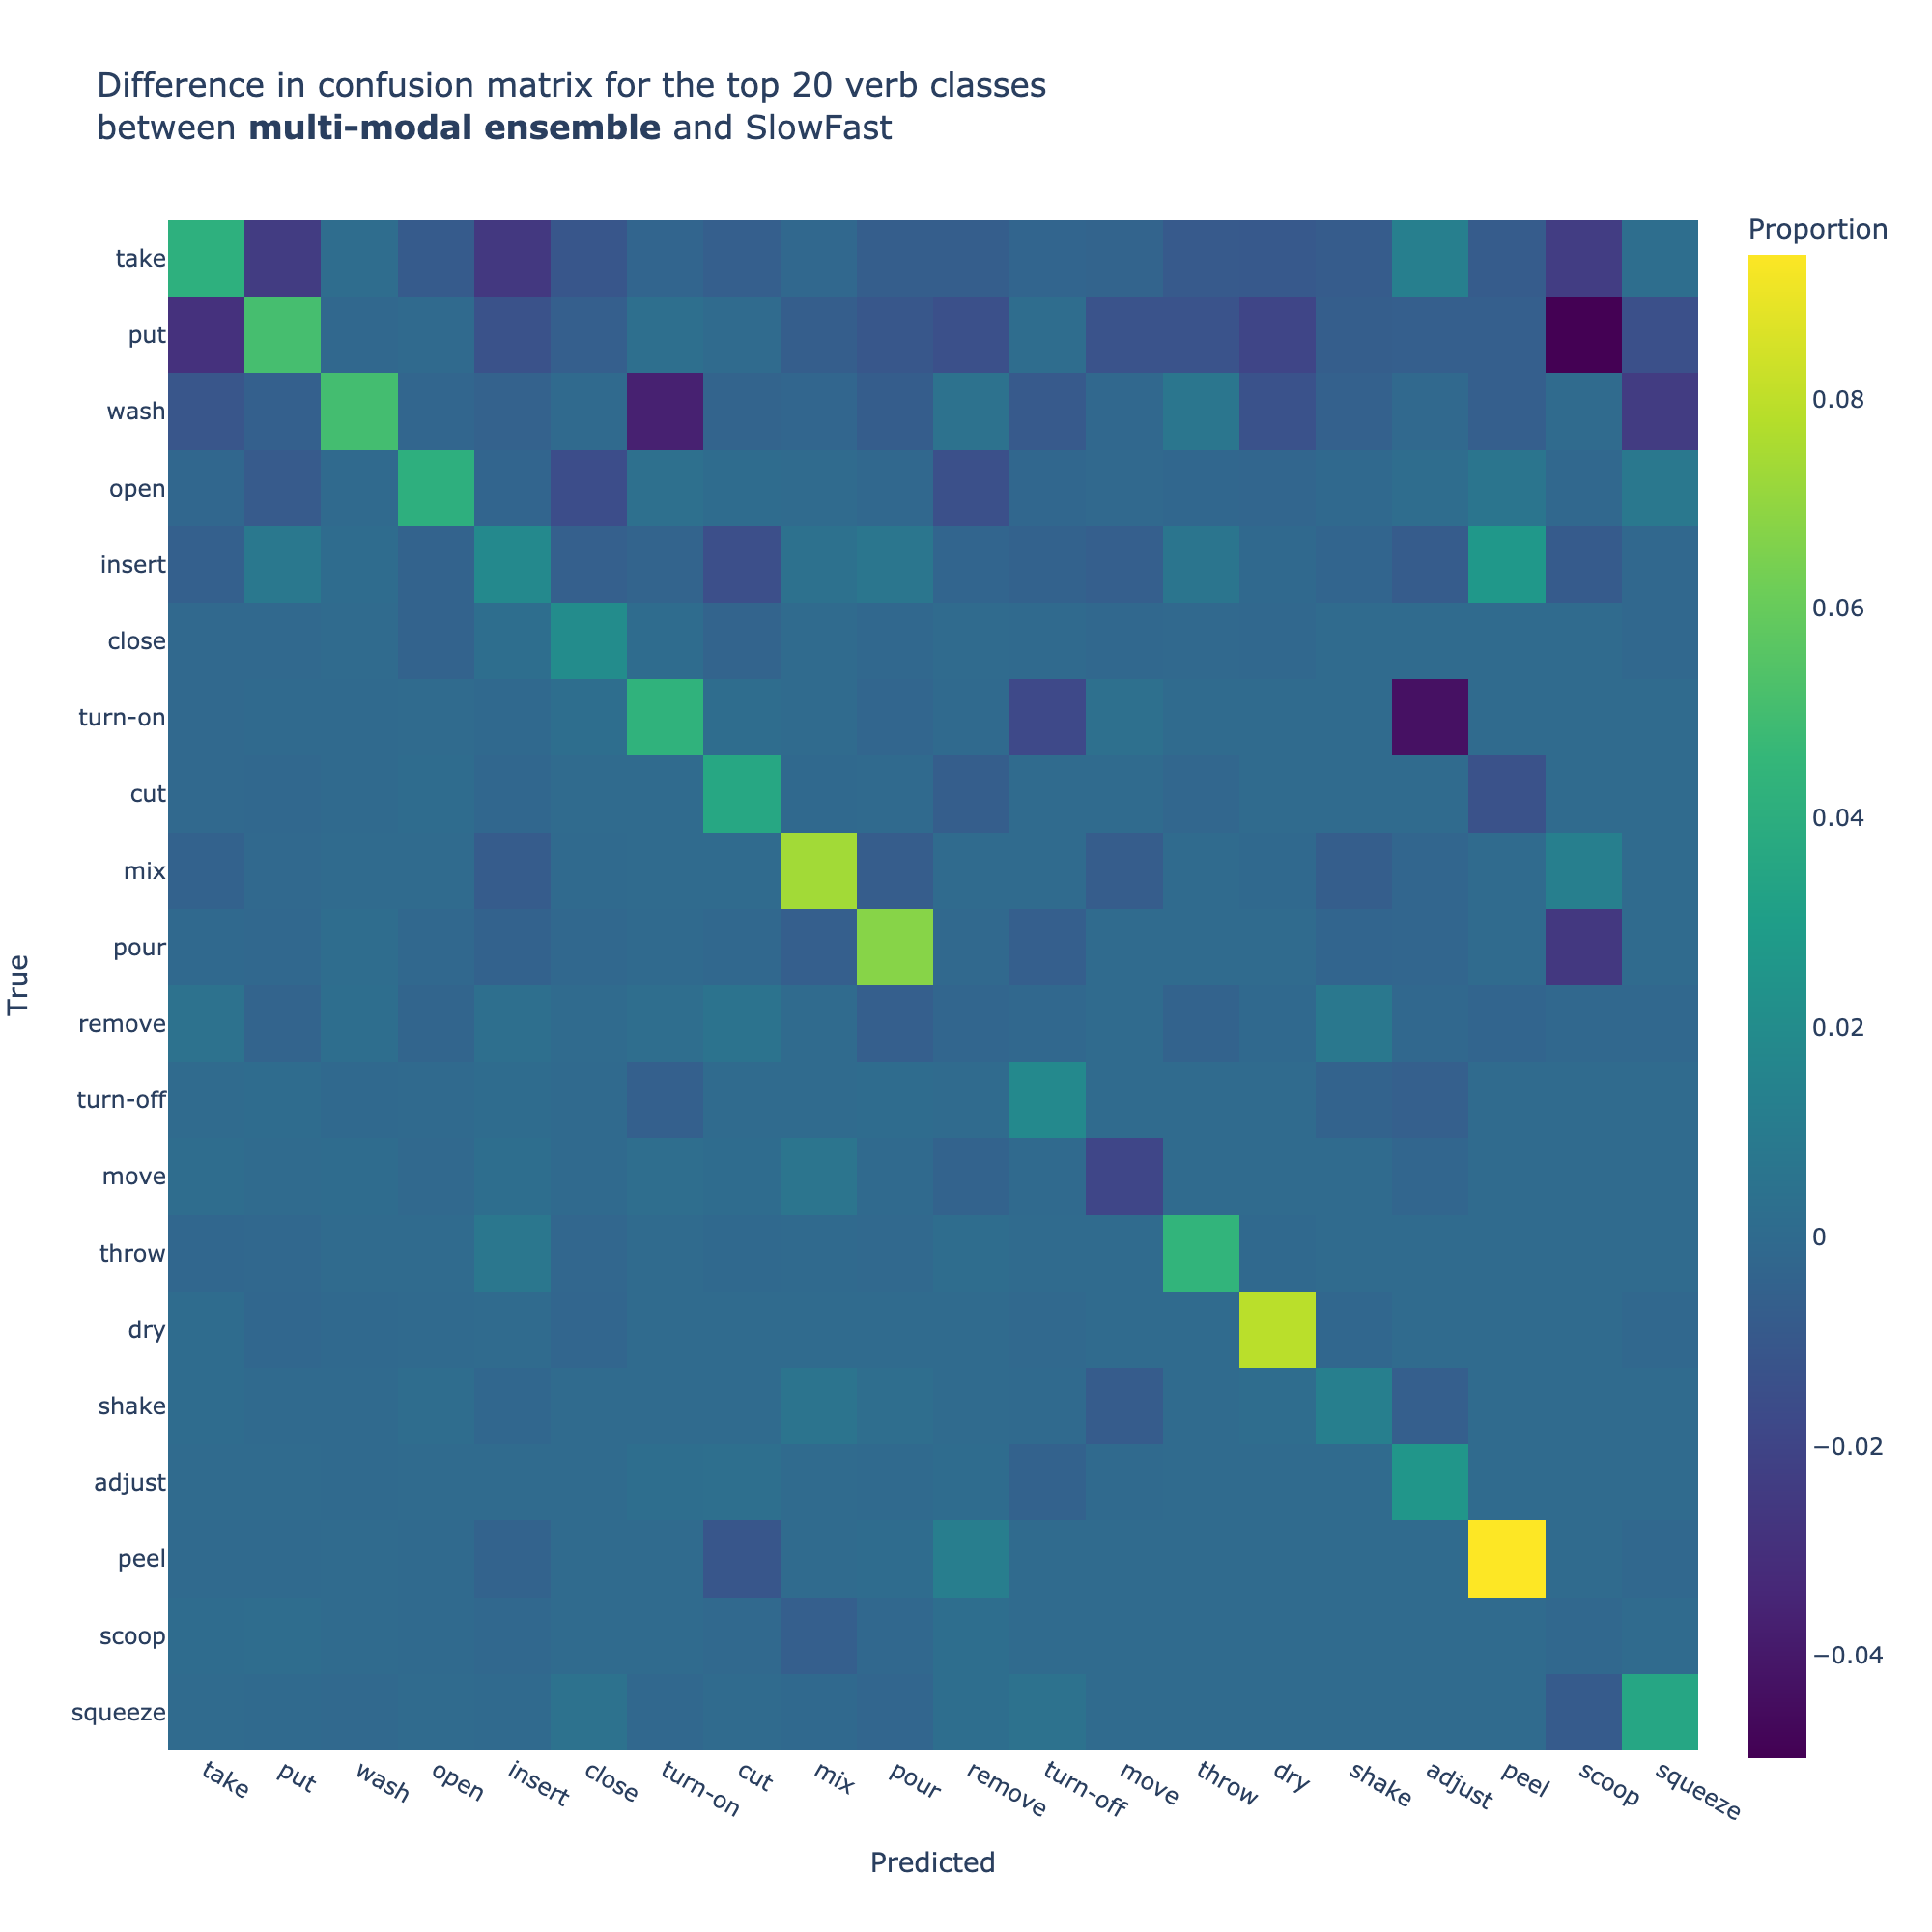 Difference in confusion matrix for the top 20 verb classes
between multi-modal ensemble and SlowFast
Proportion
take
put
wash
open
insert
close
turn-on
cut
mix
pour
remove
turn-off
move
throw
dry
shake
adjust
peel
scoop
squeeze
True
0.08
0.06
0.04
0.02
0
−0.02
−0.04
take
put
wash
open
insert
close
turn-on
cut
mix
pour
remove
turn-off
move
throw
dry
shake
adjust
peel
scoop
squeeze
Predicted